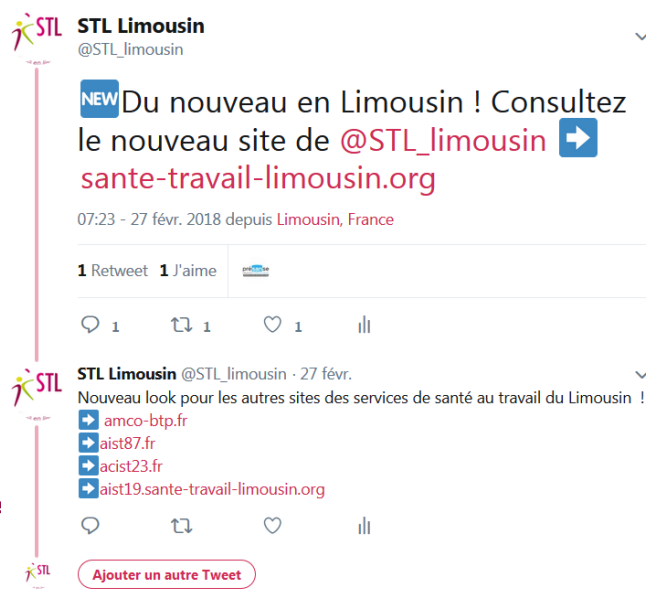 STL
STL Limousin
@STL_limousin
NEW Du nouveau en Limousin ! Consultez
le nouveau site de @STL_limousin
sante-travail-limousin.org
07:23 - 27 févr. 2018 depuis Limousin, France
1 Retweet 1 J'aime
présanse
1 1 1
STL
STL Limousin @STL_limousin · 27 févr.
Nouveau look pour les autres sites des services de santé au travail du Limousin !
amco-btp.fr
aist87.fr
acist23.fr
aist19.sante-travail-limousin.org
STL
Ajouter un autre Tweet